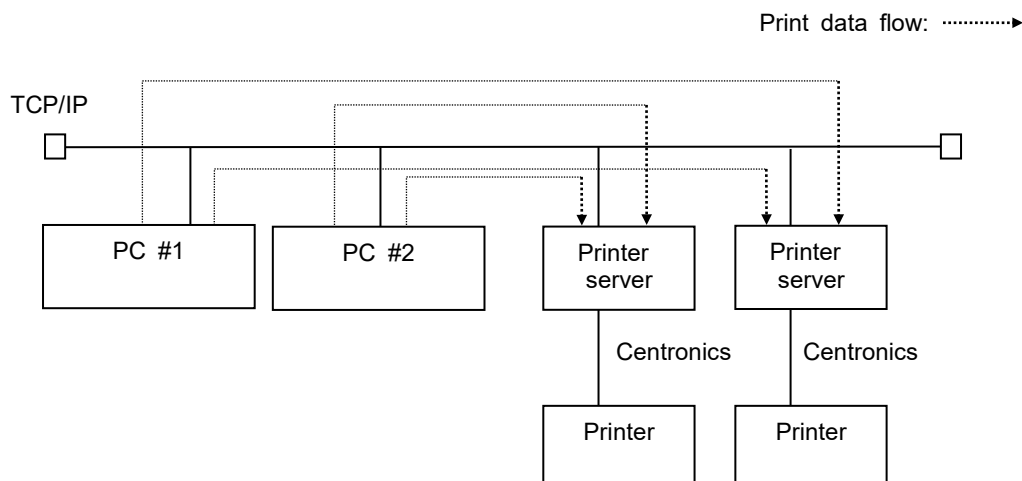 Print data flow:
TCP/IP
PC #1
PC #2
Printer
server
Printer
server
Centronics
Centronics
Printer
Printer